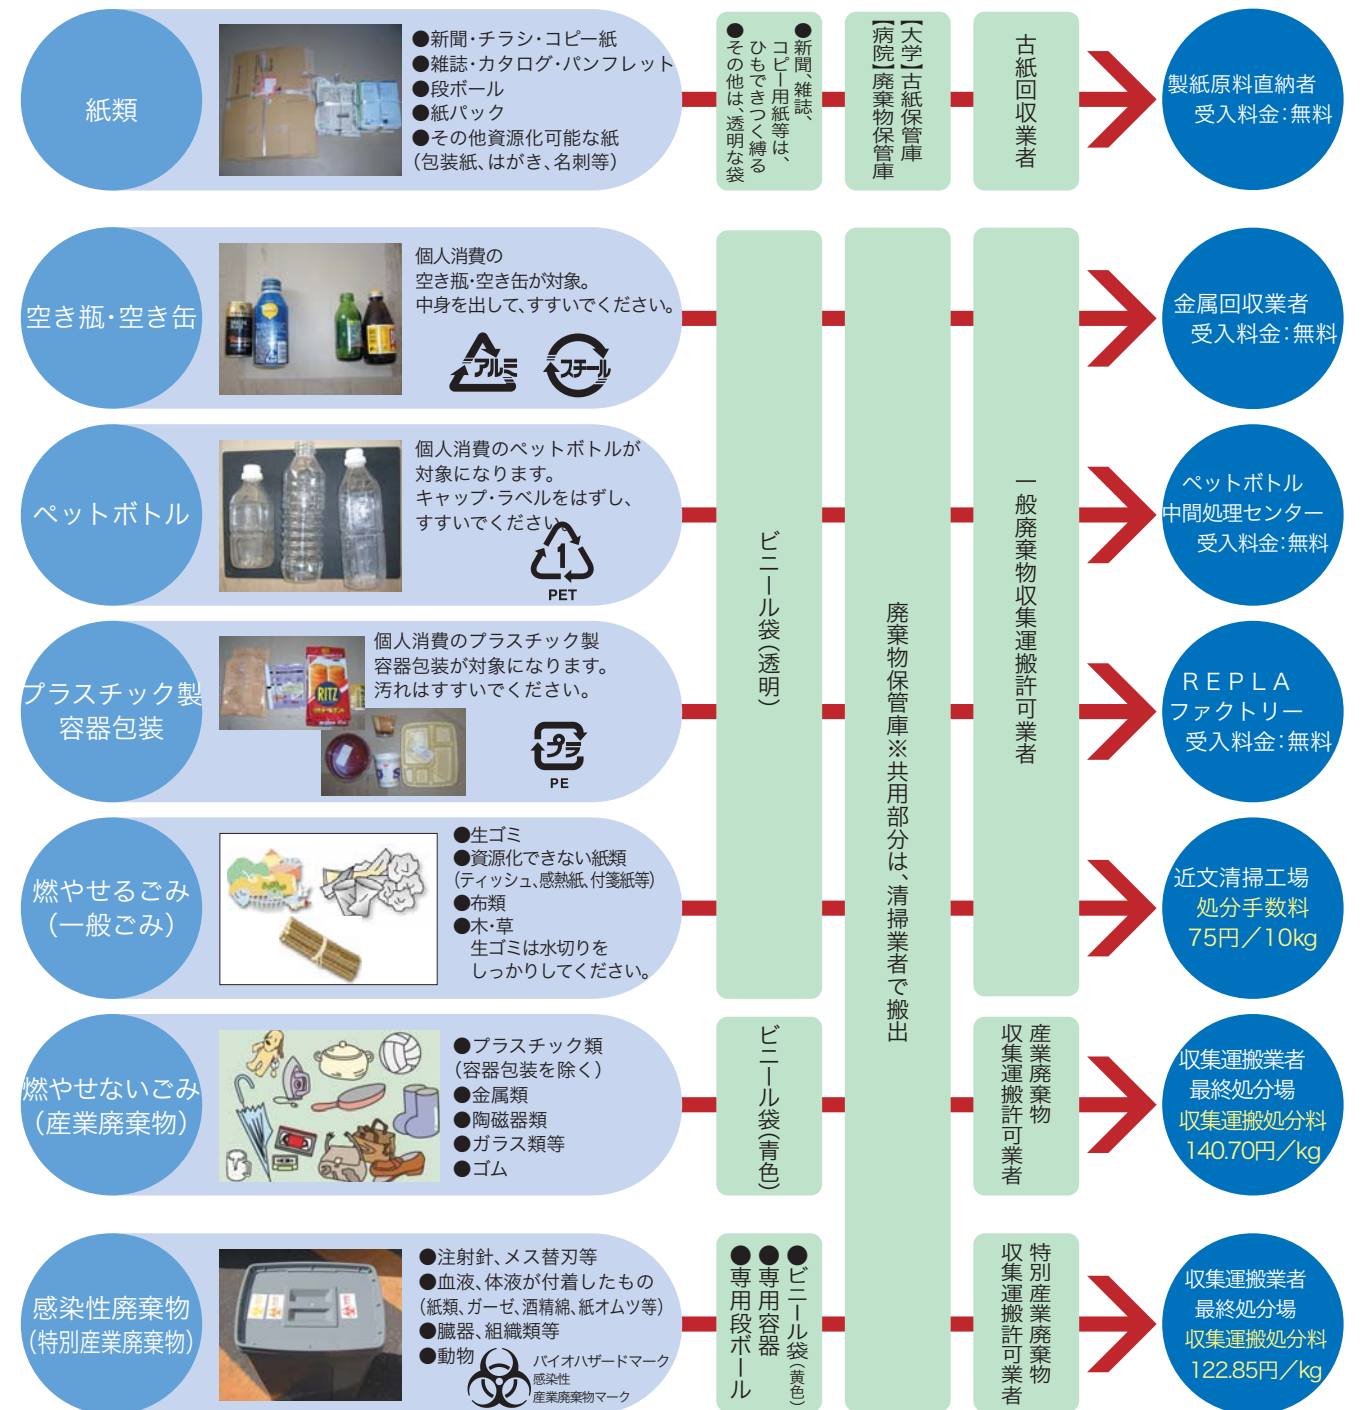 紙類
●新聞・チラシ・コピー紙
●雑誌・カタログ・パンフレット
●段ボール
●紙パック
●その他資源化可能な紙
(包装紙、はがき、名刺等)
●新聞、雑誌、
コピー用紙等は、
ひもできつく縛る
●その他は、透明な袋
【大学】古紙保管庫
【病院】廃棄物保管庫
古紙回収業者
製紙原料直納者
受入料金:無料
空き瓶・空き缶
個人消費の
空き瓶・空き缶が対象。
中身を出して、すすいでください。
アルミ
スチール
金属回収業者
受入料金:無料
ペットボトル
個人消費のペットボトルが
対象になります。
キャップ・ラベルをはずし、
すすいでください。
1
PET
ペットボトル
中間処理センター
受入料金:無料
プラスチック製
容器包装
RITZ
個人消費のプラスチック製
容器包装が対象になります。
汚れはすすいでください。
プラ
PE
REPLA
ファクトリー
受入料金:無料
燃やせるごみ
(一般ごみ)
●生ゴミ
●資源化できない紙類
(ティッシュ、感熱紙、付箋紙等)
●布類
●木・草
生ゴミは水切りを
しっかりしてください。
ビニール袋(透明)
廃棄物保管庫※共用部分は、清掃業者で搬出
一般廃棄物収集運搬許可業者
近文清掃工場
処分手数料
75円/10kg
燃やせないごみ
(産業廃棄物)
●プラスチック類
(容器包装を除く)
●金属類
●陶磁器類
●ガラス類等
●ゴム
ビニール袋(青色)
産業廃棄物
収集運搬許可業者
収集運搬業者
最終処分場
収集運搬処分料
140.70円/kg
感染性廃棄物
(特別産業廃棄物)
●注射針、メス替刃等
●血液、体液が付着したもの
(紙類、ガーゼ、酒精綿、紙オムツ等)
●臓器、組織類等
●動物
バイオハザードマーク
感染性
産業廃棄物マーク
●ビニール袋(黄色)
●専用容器
●専用段ボール
特別産業廃棄物
収集運搬許可業者
収集運搬業者
最終処分場
収集運搬処分料
122.85円/kg